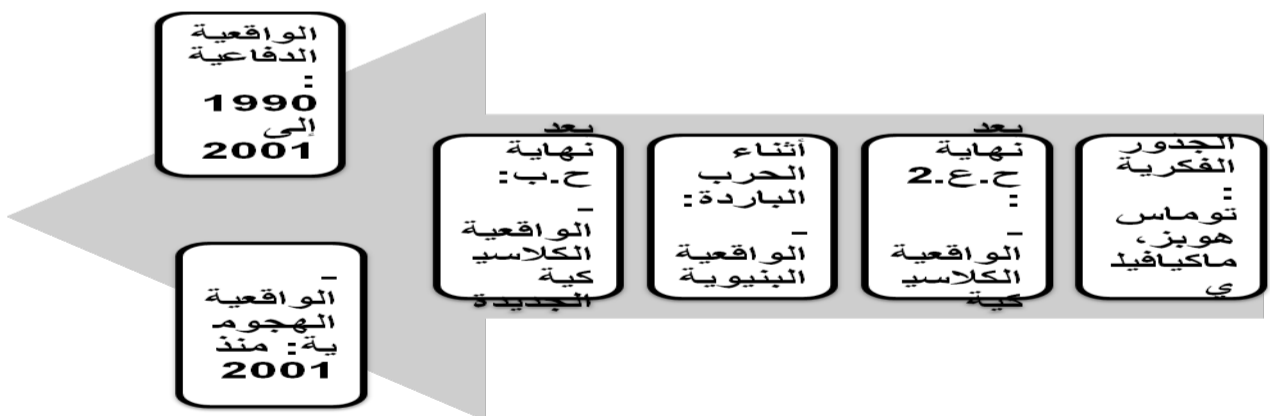 الجذور
الفكرية
:
توماس
هوبز،
ماكيافيل
ي
بعد
نهاية
ح.ع.2
:
–
الواقعية
الكلاسي
كية
أثناء
الحرب
الباردة:
–
الواقعية
البنيوية
بعد
نهاية
ح.ب:
–
الواقعية
الكلاسي
كية
الجديدة
الواقعية
الدفاعية
:
1990
إلى
2001
–
الواقعية
الهجوم
ية: منذ
2001